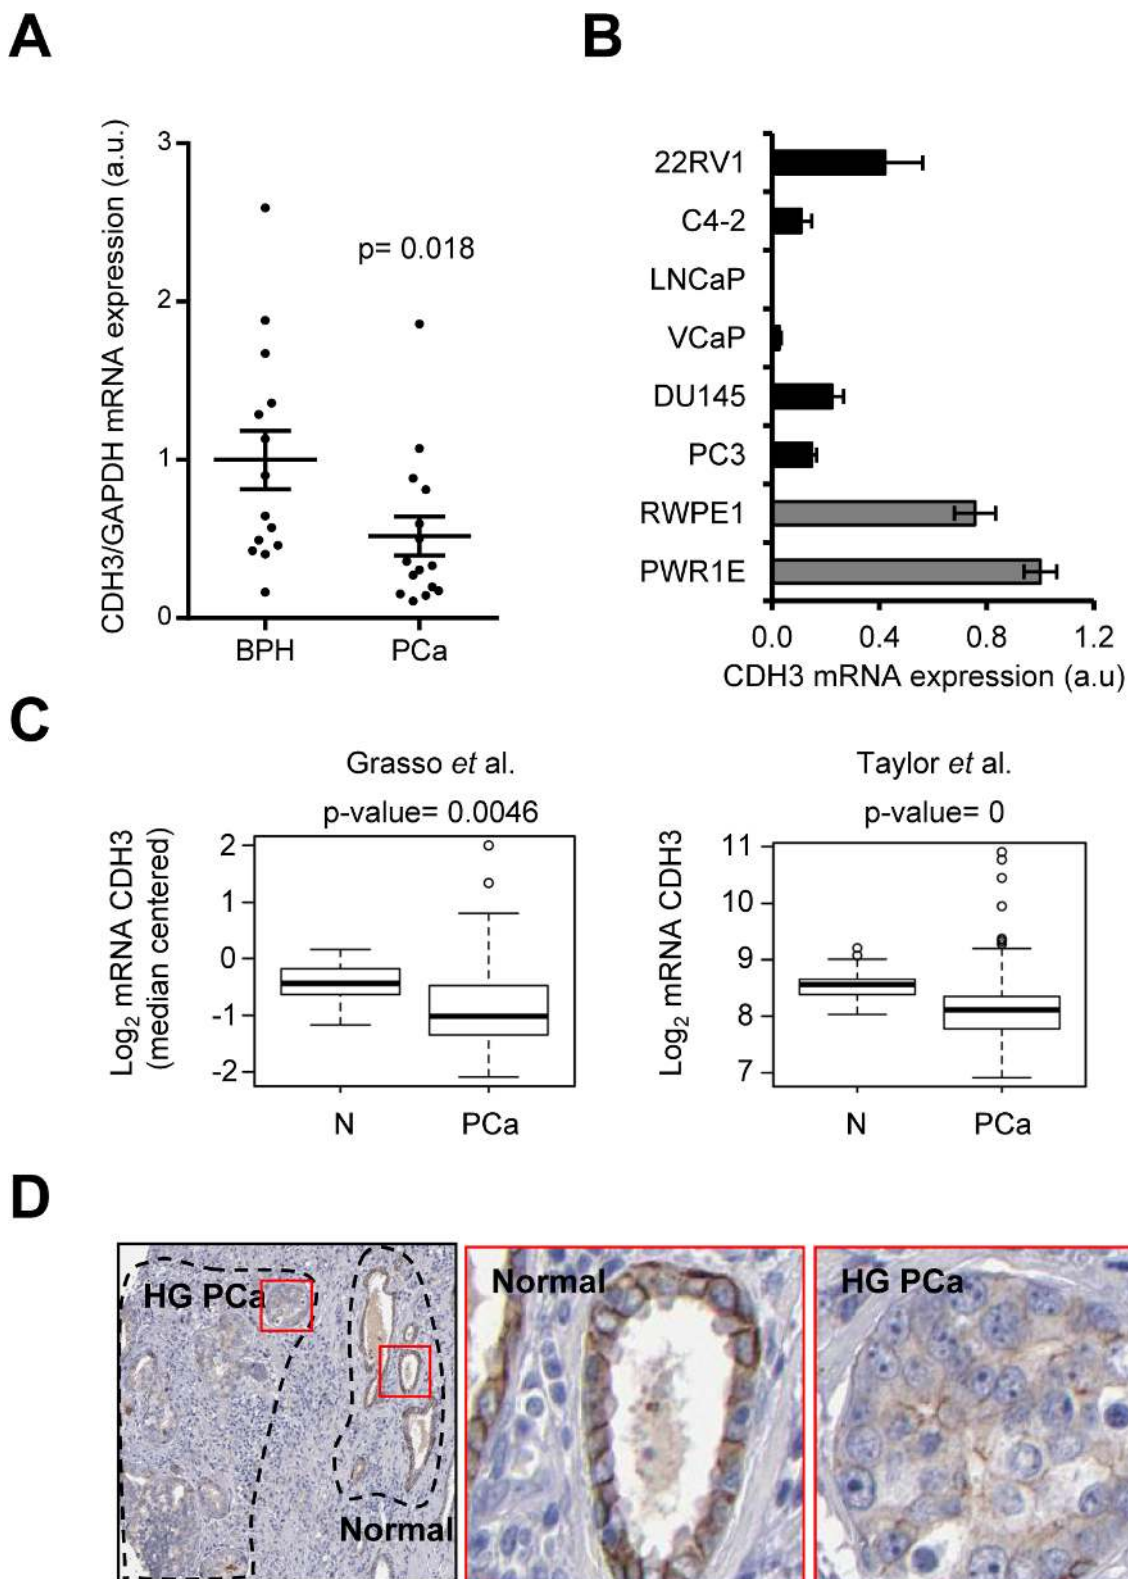 A
B
CDH3/GAPDH mRNA expression (a.u.)
3
2
1
0
p= 0.018
BPH
PCa
22RV1
C4-2
LNCaP
VCaP
DU145
PC3
RWPE1
PWR1E
0.0
0.4
0.8
1.2
CDH3 mRNA expression (a.u)
C
Grasso et al.
p-value= 0.0046
Log2 mRNA CDH3
(median centered)
2
1
0
-1
-2
N
PCa
Taylor et al.
p-value= 0
Log2 mRNA CDH3
11
10
9
8
7
N
PCa
D
HG PCa
Normal
Normal
HG PCa